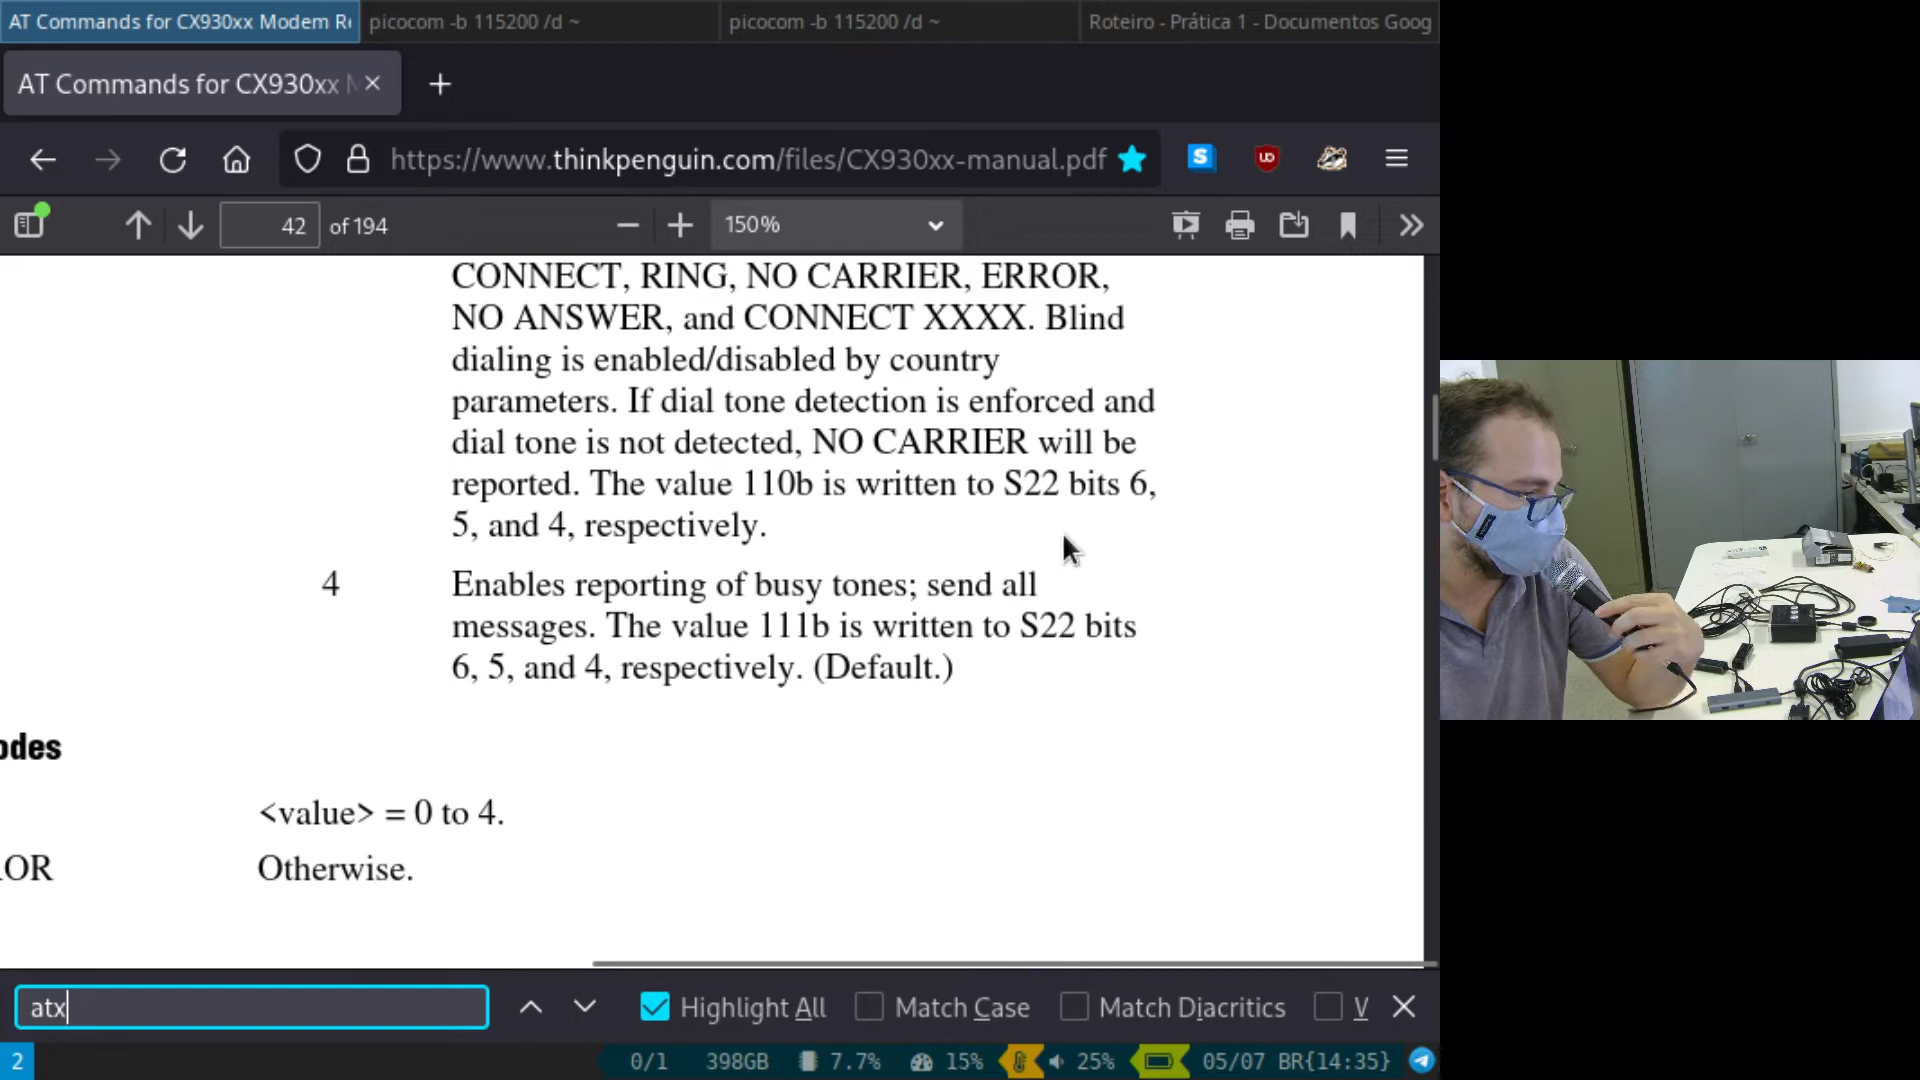 AT Commands for CX930xx Modem R
picocom -b 115200 /d ~
picocom -b 115200 /d ~
Roteiro - Prática 1 - Documentos Goog
AT Commands for CX930xx M
https://www.thinkpenguin.com/files/CX930xx-manual.pdf
42 of 194
150%
CONNECT, RING, NO CARRIER, ERROR,
NO ANSWER, and CONNECT XXXX. Blind
dialing is enabled/disabled by country
parameters. If dial tone detection is enforced and
dial tone is not detected, NO CARRIER will be
reported. The value 110b is written to S22 bits 6,
5, and 4, respectively.
4 Enables reporting of busy tones; send all
messages. The value 111b is written to S22 bits
6, 5, and 4, respectively. (Default.)
odes
<value> = 0 to 4.
OR Otherwise.
atx
Highlight All
Match Case
Match Diacritics
V
2
0/1 398GB 7.7% 15% 25% 05/07 BR{14:35}